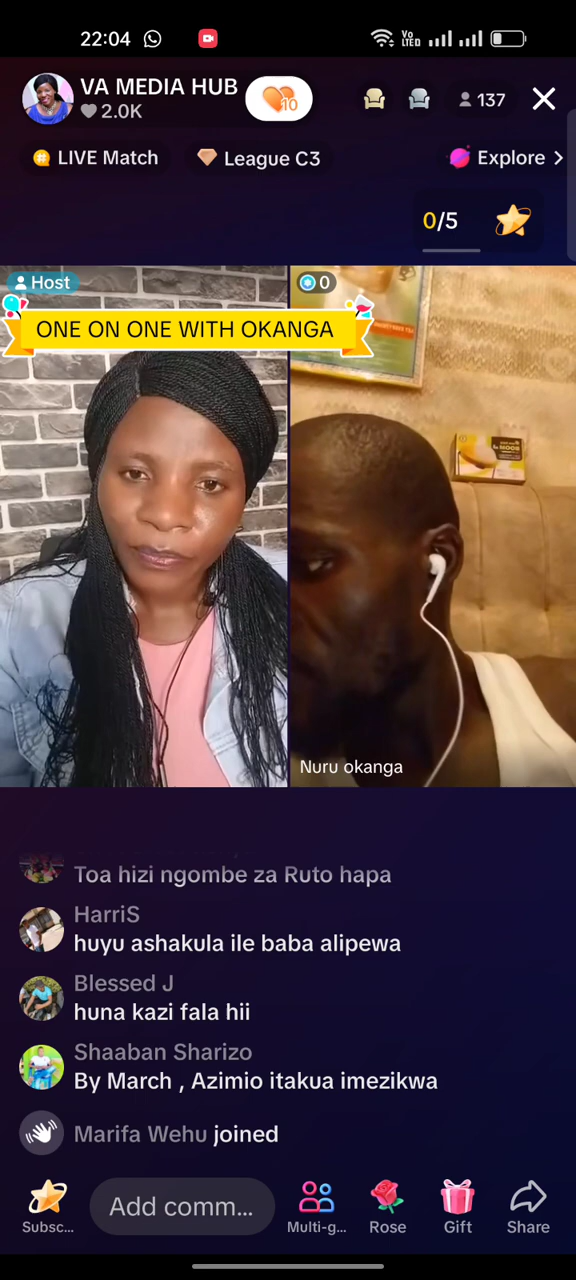 22:04
Vo
LTED
VA MEDIA HUB
2.0K
10
137
LIVE Match
League C3
Explore
0/5
Host
0
ONE ON ONE WITH OKANGA
Nuru okanga
Toa hizi ngombe za Ruto hapa
HarriS
huyu ashakula ile baba alipewa
Blessed J
huna kazi fala hii
Shaaban Sharizo
By March , Azimio itakua imezikwa
Marifa Wehu joined
Subsc...
Add comm...
Multi-g...
Rose
Gift
Share